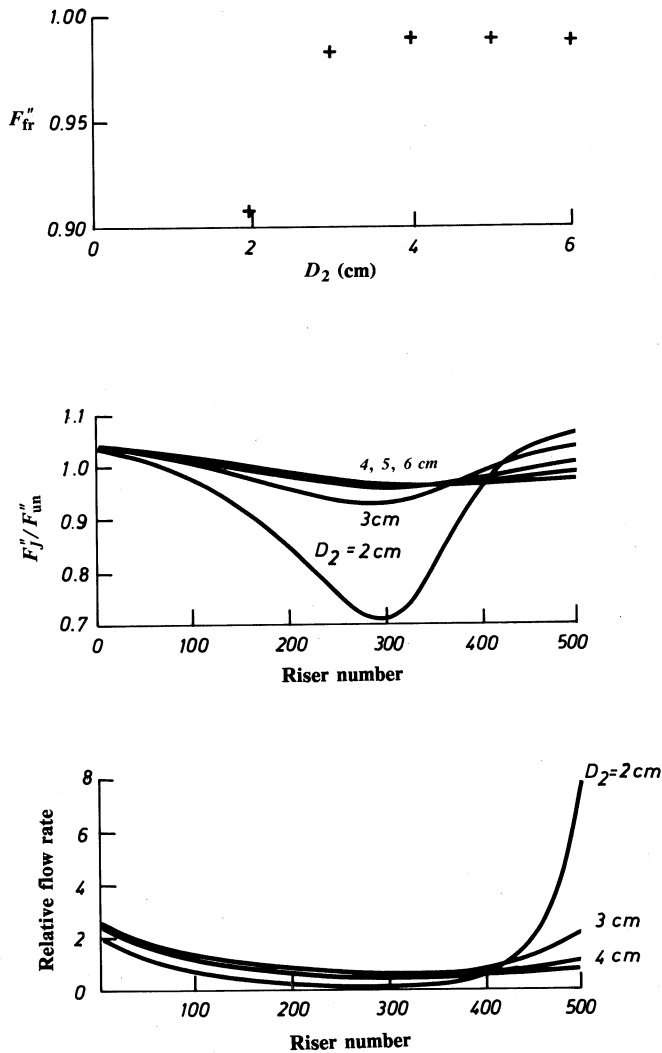 1.00
F″fr 0.95
0.90
0 2 4 6
D2 (cm)
1.1
1.0
0.9
0.8
0.7
F″J/F″un
4, 5, 6 cm
3cm
D2 = 2cm
0 100 200 300 400 500
Riser number
8
6
4
2
0
Relative flow rate
D2=2cm
3 cm
4 cm
100 200 300 400 500
Riser number